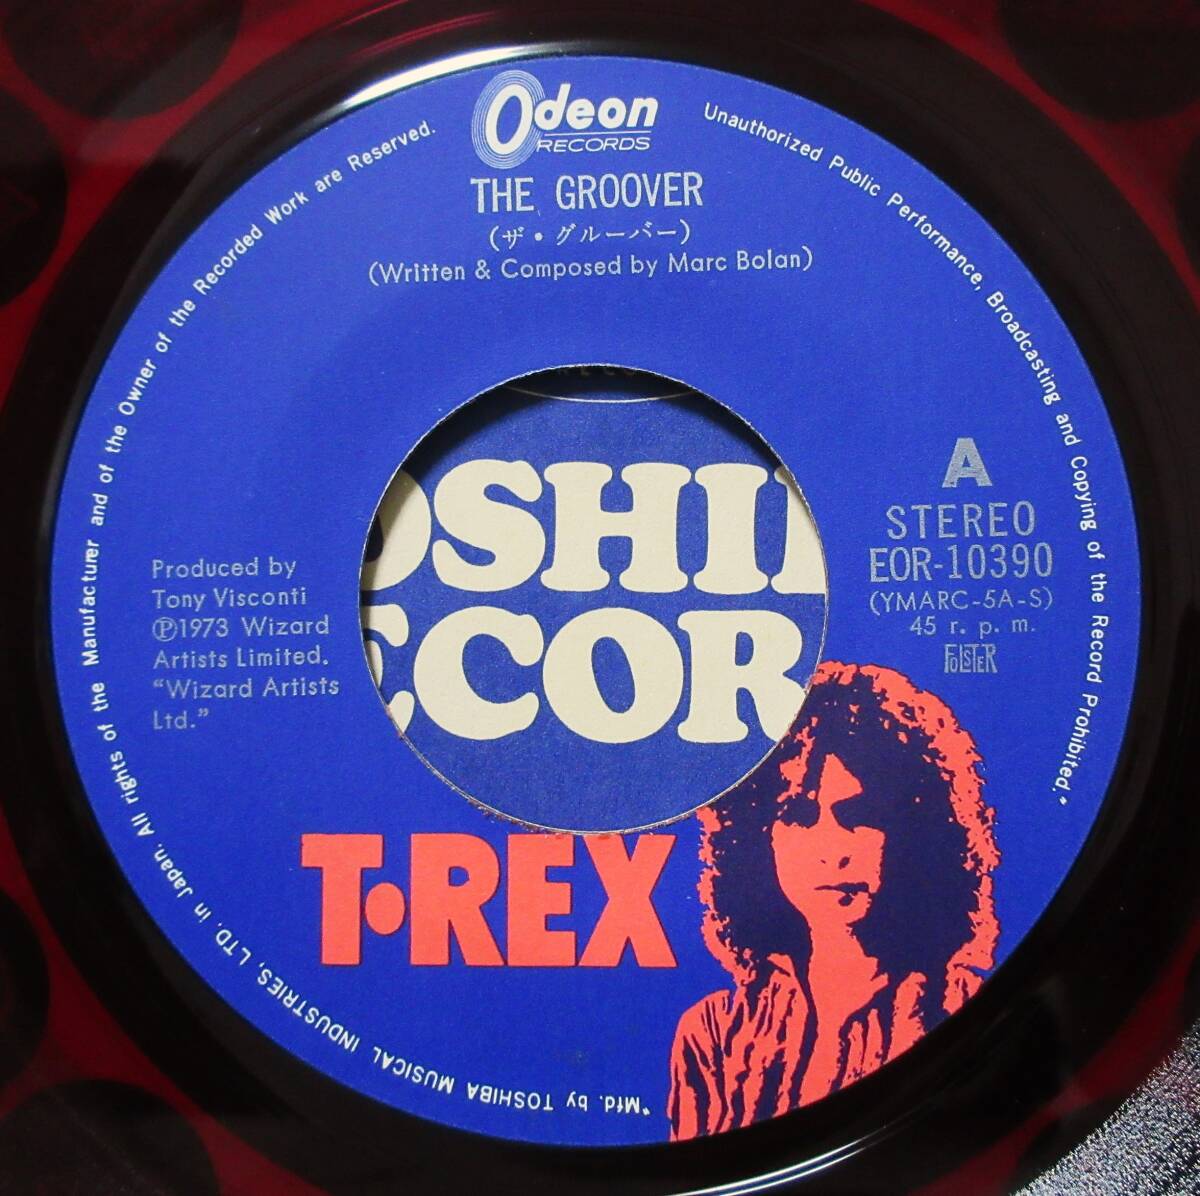 Odeon
RECORDS
THE GROOVER
(ザ・グルーバー)
(Written & Composed by Marc Bolan)
A
STEREO
EOR-10390
(YMARC-5A-S)
45 r. p. m.
FOLSTER
Produced by
Tony Visconti
Ⓟ1973 Wizard
Artists Limited.
“Wizard Artists
Ltd.”
OSHI
ECOR
T•REX
"Mfd. by TOSHIBA MUSICAL INDUSTRIES, LTD. in Japan. All rights of the Manufacturer and of the Owner of the Recorded Work are Reserved.
Unauthorized Public Performance, Broadcasting and Copying of the Record Prohibited."